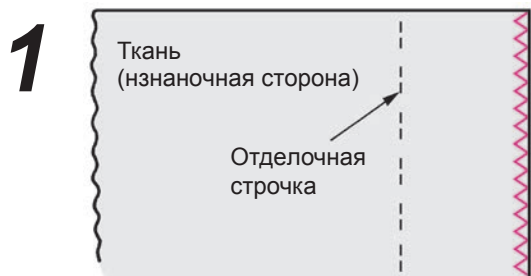 1
Ткань
(нзнаночная сторона)
Отделочная
строчка